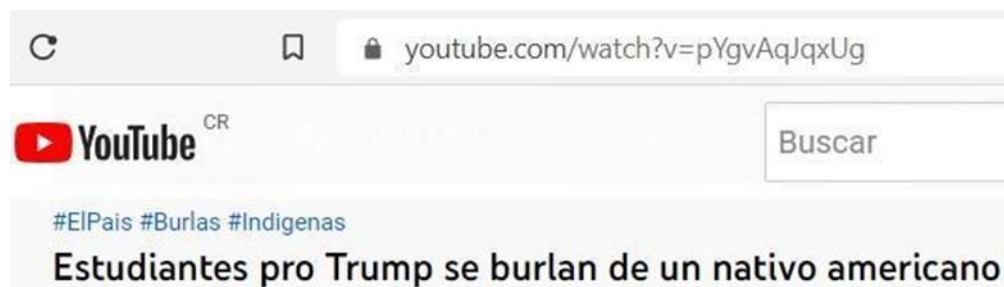 youtube.com/watch?v=pYgvAqJqxUg
YouTube CR
Buscar
#ElPais #Burlas #Indigenas
Estudiantes pro Trump se burlan de un nativo americano